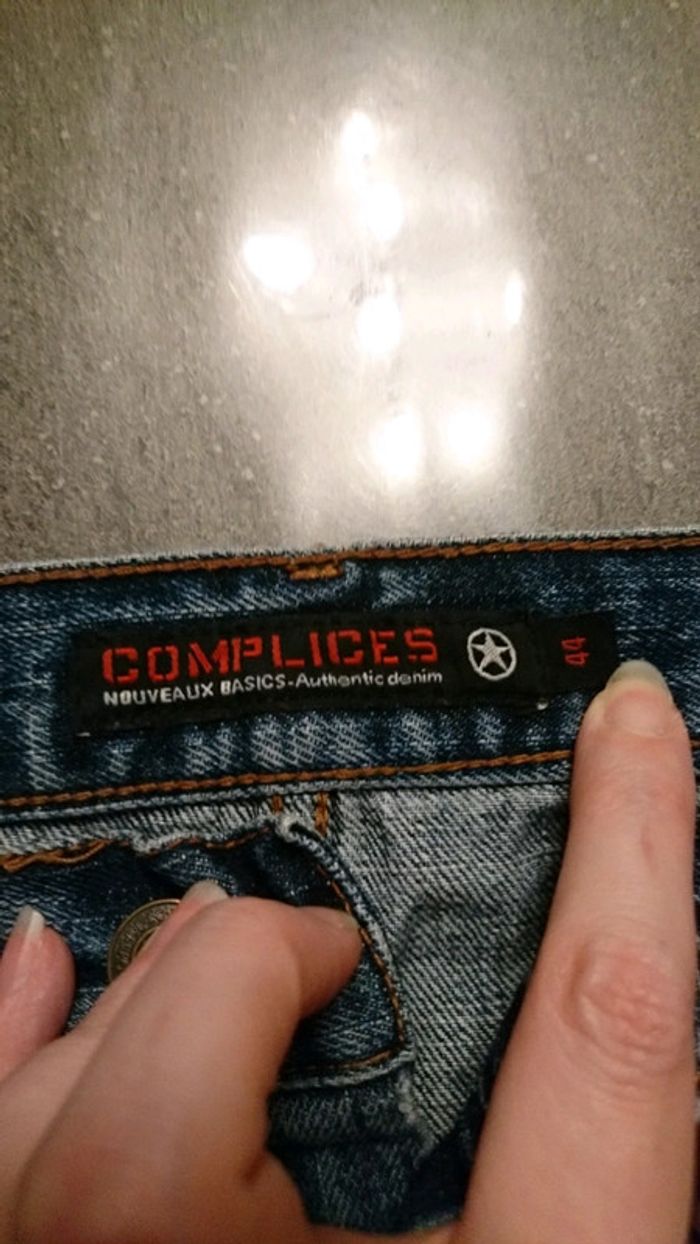 COMPLICES
NOUVEAUX BASICS-Authentic denim
44